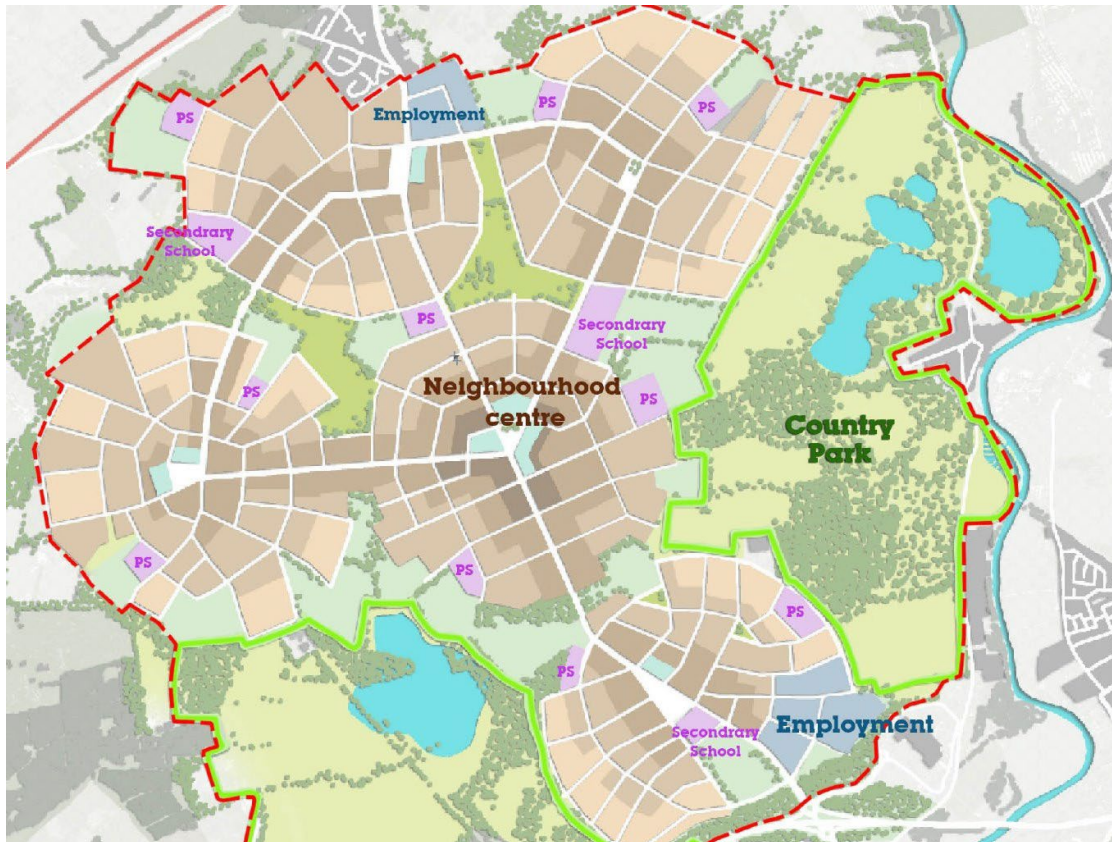 PS
Employment
PS
PS
Secondrary
School
PS
Secondrary
School
PS
Neighbourhood
centre
PS
Country
Park
PS
PS
PS
PS
Secondrary
School
Employment